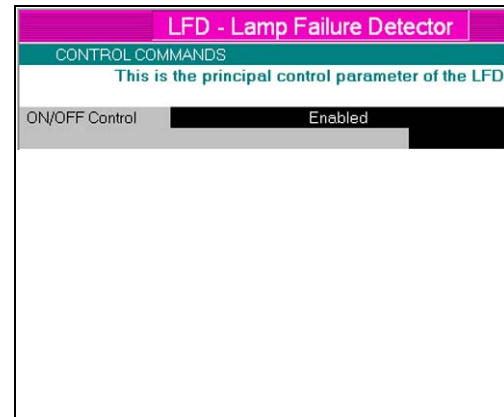 LFD - Lamp Failure Detector
CONTROL COMMANDS
This is the principal control parameter of the LFD
ON/OFF Control Enabled